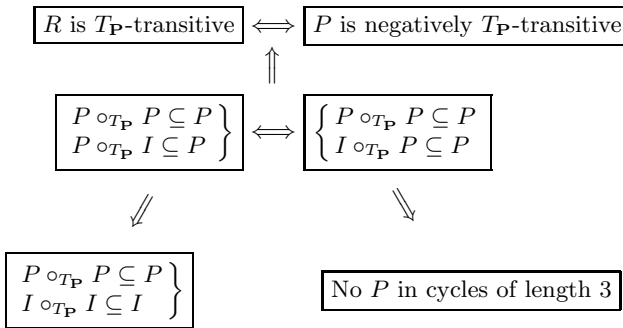 R is T_P-transitive ⟺ P is negatively T_P-transitive
⇑
P ∘_{T_P} P ⊆ P } ⟺ { P ∘_{T_P} P ⊆ P
P ∘_{T_P} I ⊆ P } { I ∘_{T_P} P ⊆ P
⇙ ⇘
P ∘_{T_P} P ⊆ P }
I ∘_{T_P} I ⊆ I }
No P in cycles of length 3